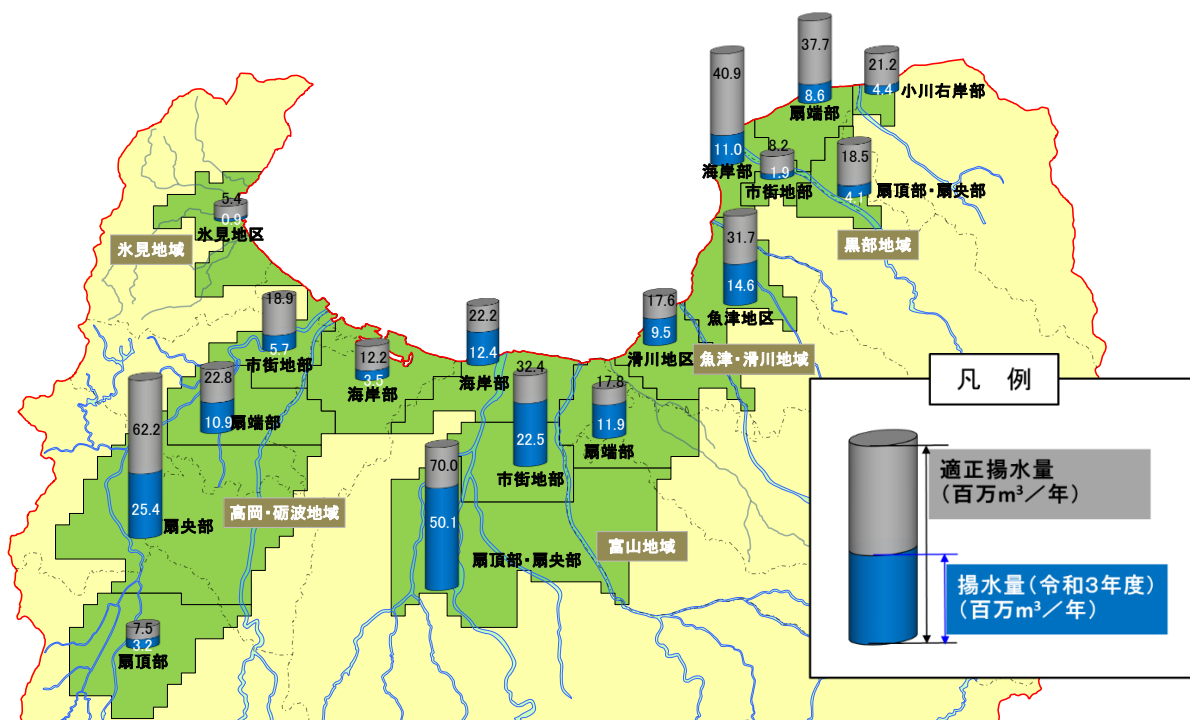 37.7
8.6
扇端部
21.2
4.4
小川右岸部
40.9
11.0
海岸部
8.2
1.9
市街地部
18.5
4.1
扇頂部・扇央部
黒部地域
5.4
0.9
氷見地区
氷見地域
31.7
14.6
魚津地区
17.6
9.5
滑川地区
魚津・滑川地域
18.9
5.7
市街地部
12.2
3.5
海岸部
22.2
12.4
海岸部
22.8
10.9
扇端部
62.2
25.4
扇央部
高岡・砺波地域
7.5
3.2
扇頂部
32.4
22.5
市街地部
17.8
11.9
扇端部
70.0
50.1
扇頂部・扇央部
富山地域
凡 例
適正揚水量
(百万m³/年)
揚水量(令和3年度)
(百万m³/年)